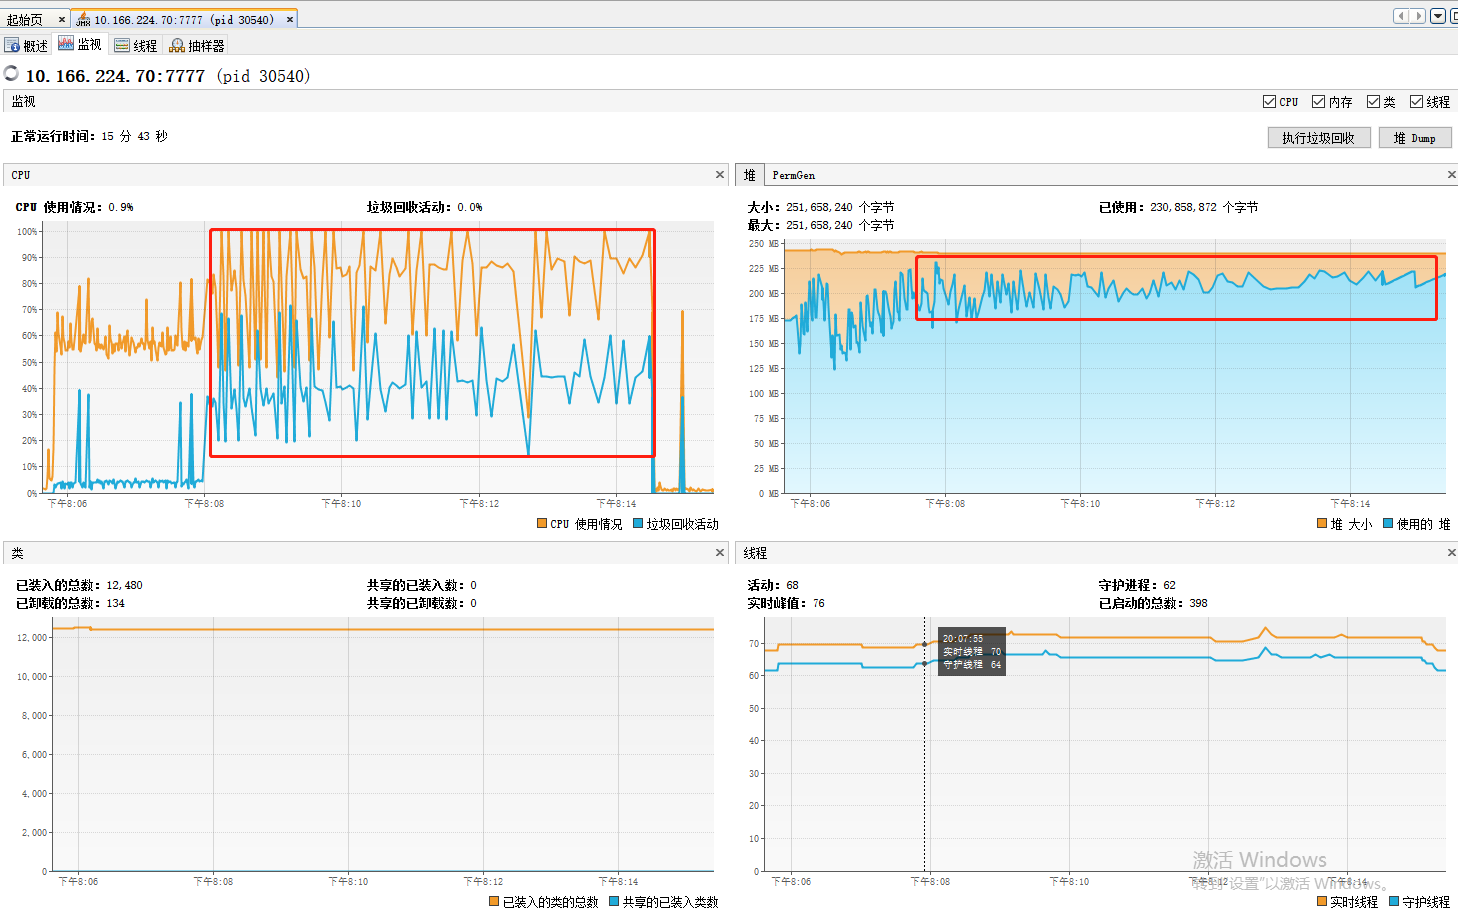 起始页 × JMX 10.166.224.70:7777 (pid 30540) ×
概述 监视 线程 抽样器
10.166.224.70:7777 (pid 30540)
监视
CPU 内存 类 线程
正常运行时间: 15 分 43 秒
执行垃圾回收 堆 Dump
CPU ×
CPU 使用情况: 0.9% 垃圾回收活动: 0.0%
100%
90%
80%
70%
60%
50%
40%
30%
20%
10%
0%
下午8:06 下午8:08 下午8:10 下午8:12 下午8:14
CPU 使用情况 垃圾回收活动
堆 PermGen ×
大小: 251,658,240 个字节 已使用: 230,858,872 个字节
最大: 251,658,240 个字节
250 MB
225 MB
200 MB
175 MB
150 MB
125 MB
100 MB
75 MB
50 MB
25 MB
0 MB
下午8:06 下午8:08 下午8:10 下午8:12 下午8:14
堆 大小 使用的 堆
类 ×
已装入的总数: 12,480 共享的已装入数: 0
已卸载的总数: 134 共享的已卸载数: 0
12,000
10,000
8,000
6,000
4,000
2,000
0
下午8:06 下午8:08 下午8:10 下午8:12 下午8:14
已装入的类的总数 共享的已装入类数
线程 ×
活动: 68 守护进程: 62
实时峰值: 76 已启动的总数: 398
70
60
50
40
30
20
10
0
20:07:55
实时线程 70
守护线程 64
下午8:06 下午8:08 下午8:10 下午8:12 下午8:14
实时线程 守护线程
激活 Windows
转到"设置"以激活 Windows。